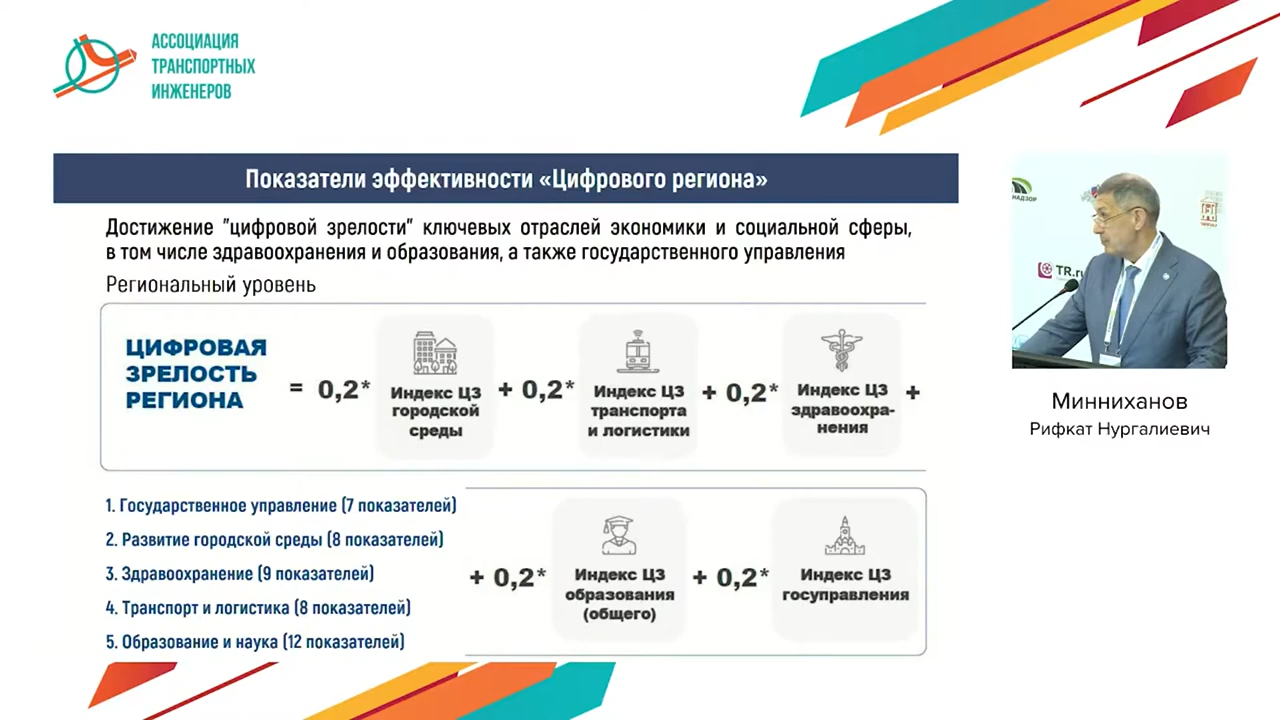 АССОЦИАЦИЯ
ТРАНСПОРТНЫХ
ИНЖЕНЕРОВ
Показатели эффективности «Цифрового региона»
Достижение "цифровой зрелости" ключевых отраслей экономики и социальной сферы,
в том числе здравоохранения и образования, а также государственного управления
Региональный уровень
ЦИФРОВАЯ
ЗРЕЛОСТЬ
РЕГИОНА
= 0,2*
Индекс ЦЗ
городской
среды
+ 0,2*
Индекс ЦЗ
транспорта
и логистики
+ 0,2*
Индекс ЦЗ
здравоохра-
нения
+
1. Государственное управление (7 показателей)
2. Развитие городской среды (8 показателей)
3. Здравоохранение (9 показателей)
4. Транспорт и логистика (8 показателей)
5. Образование и наука (12 показателей)
+ 0,2*
Индекс ЦЗ
образования
(общего)
+ 0,2*
Индекс ЦЗ
госуправления
НАДЗОР
TR.ru
Минниханов
Рифкат Нургалиевич